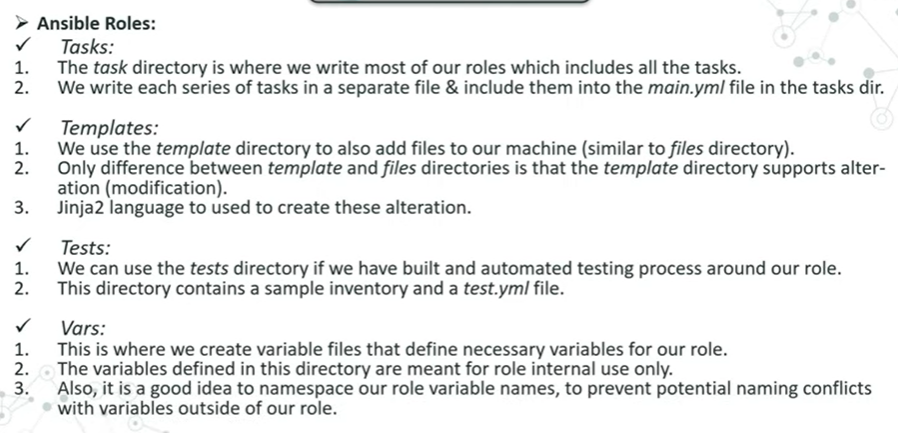 ➢ Ansible Roles:
✓ Tasks:
1. The task directory is where we write most of our roles which includes all the tasks.
2. We write each series of tasks in a separate file & include them into the main.yml file in the tasks dir.
✓ Templates:
1. We use the template directory to also add files to our machine (similar to files directory).
2. Only difference between template and files directories is that the template directory supports alter-
ation (modification).
3. Jinja2 language to used to create these alteration.
✓ Tests:
1. We can use the tests directory if we have built and automated testing process around our role.
2. This directory contains a sample inventory and a test.yml file.
✓ Vars:
1. This is where we create variable files that define necessary variables for our role.
2. The variables defined in this directory are meant for role internal use only.
3. Also, it is a good idea to namespace our role variable names, to prevent potential naming conflicts
with variables outside of our role.